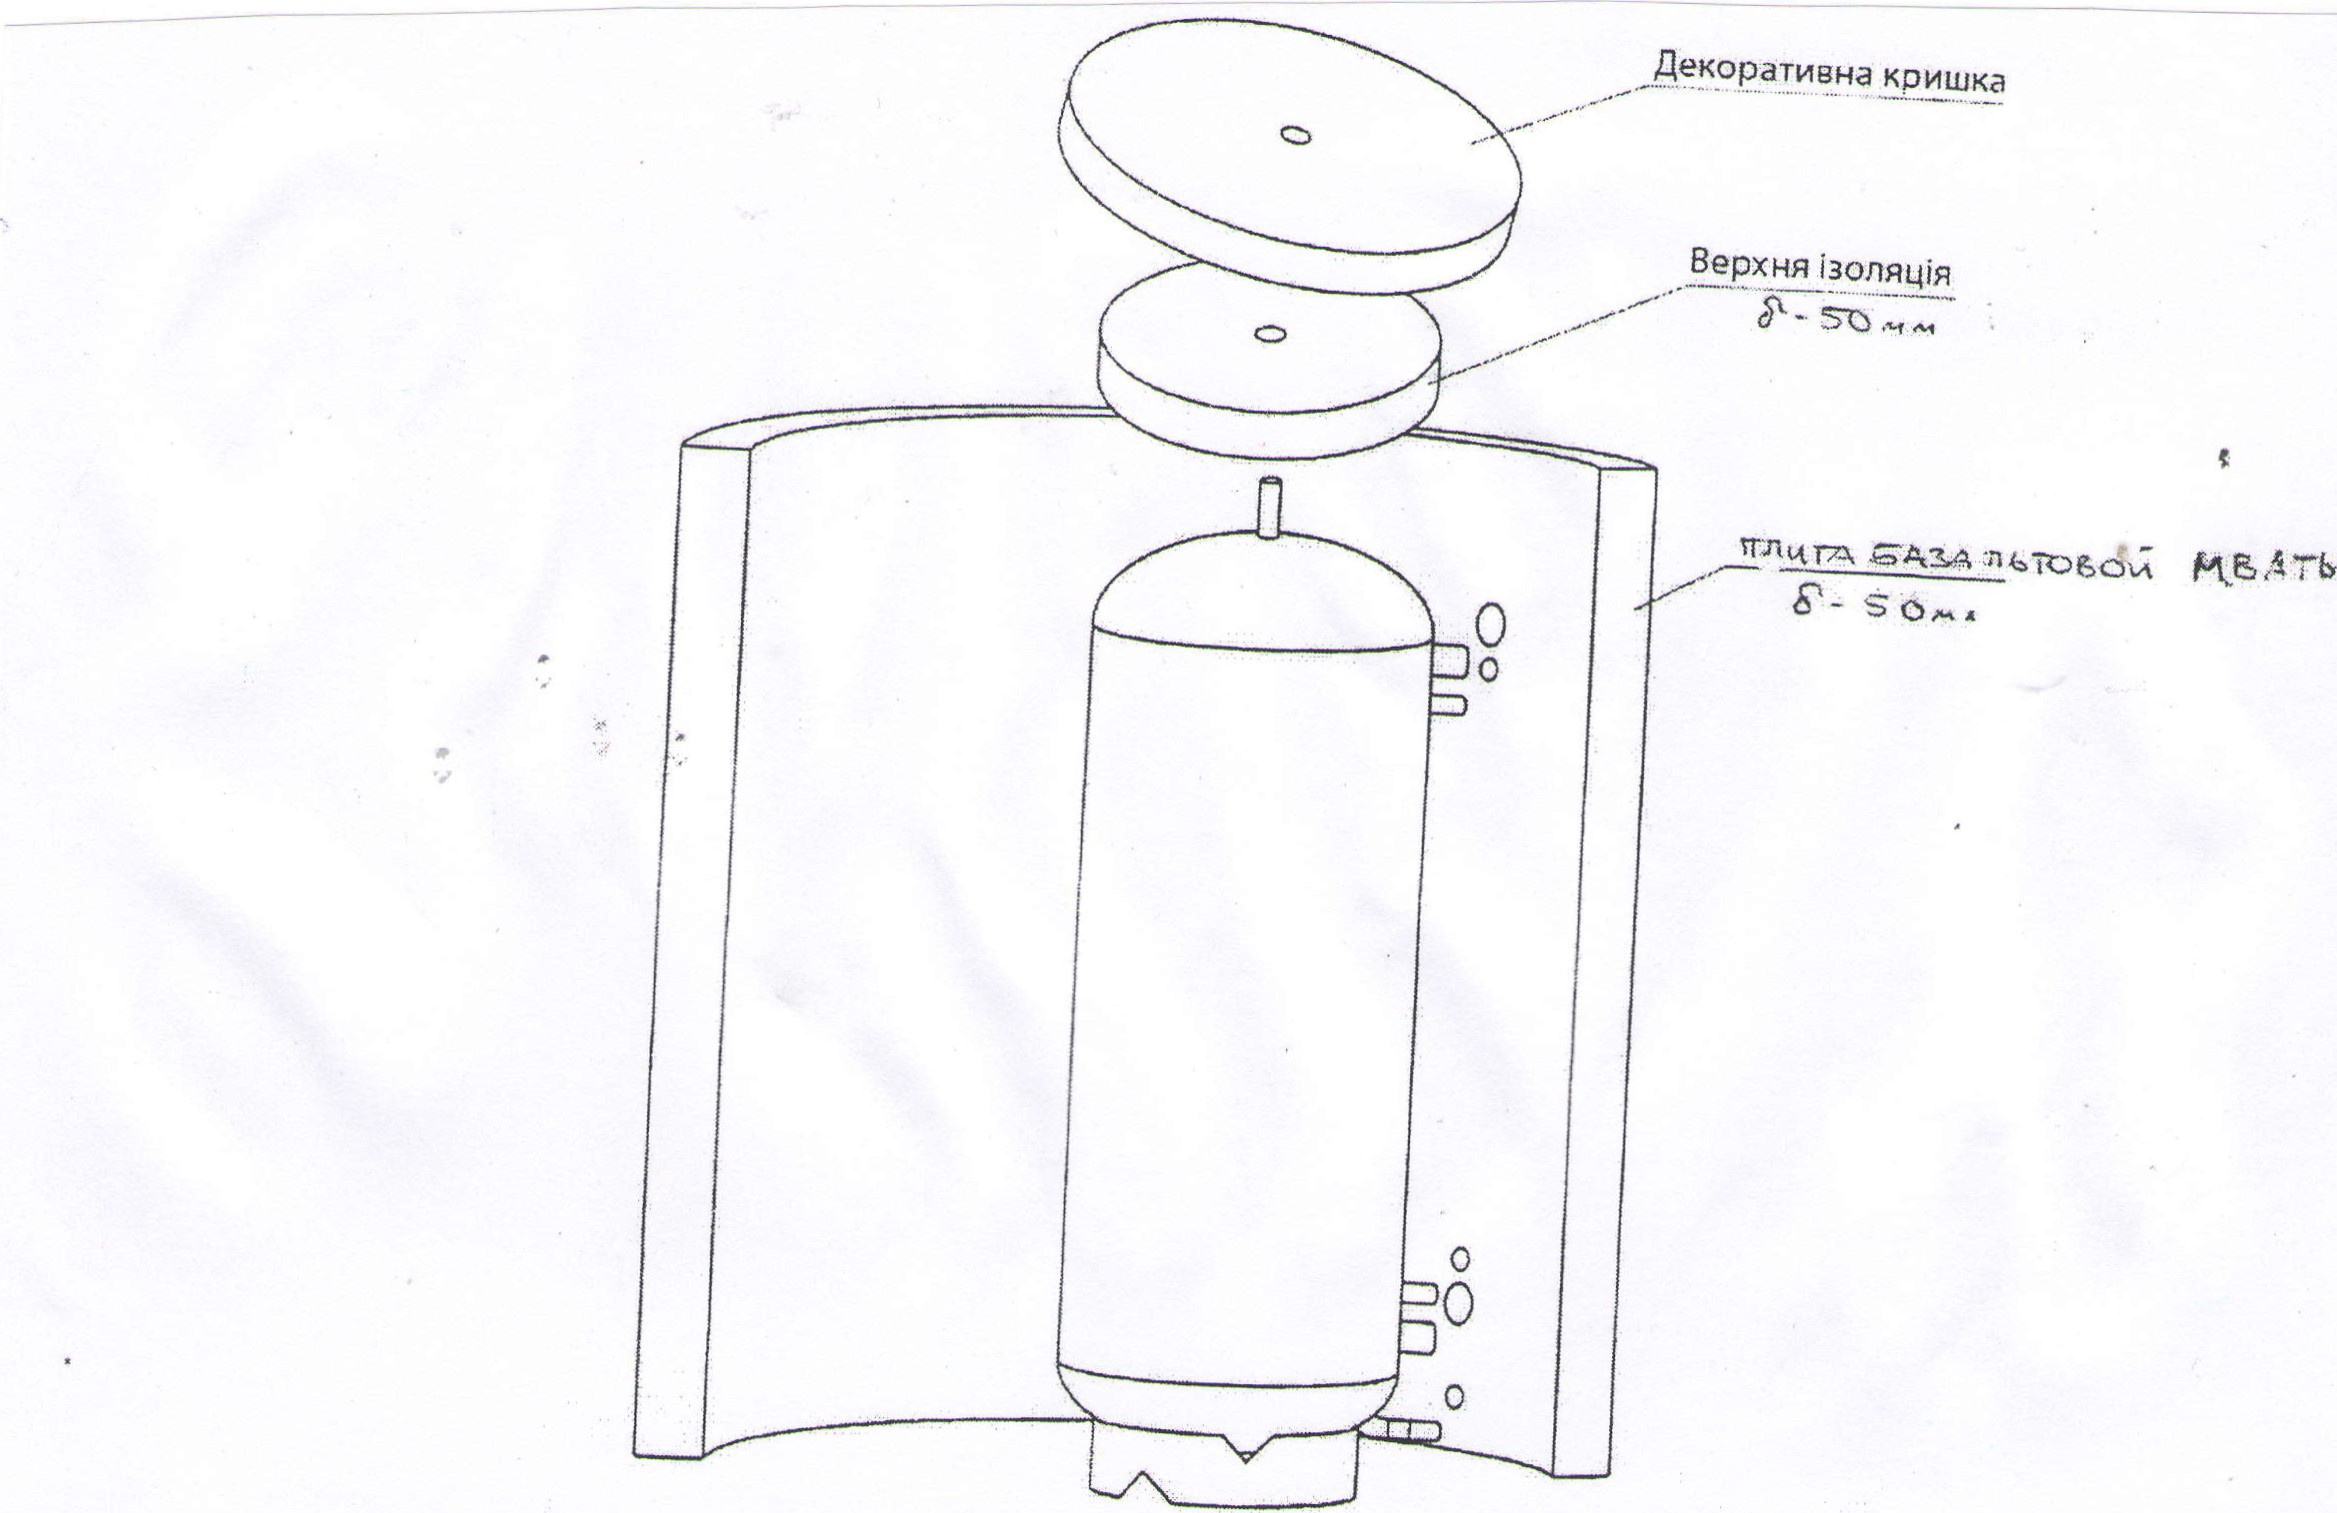 Декоративна кришка
Верхня ізоляція
δ - 50 мм
ПЛИТА БАЗАЛЬТОВОЙ МВАТЫ
δ - 50 мм